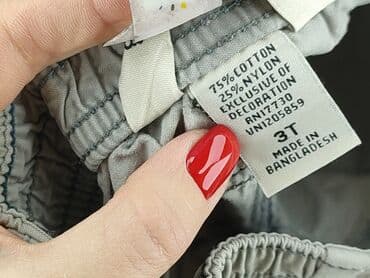 75% COTTON
25% NYLON
EXCLUSIVE OF
DECORATION
RN17730
VN1205859
3T
MADE IN
BANGLADESH